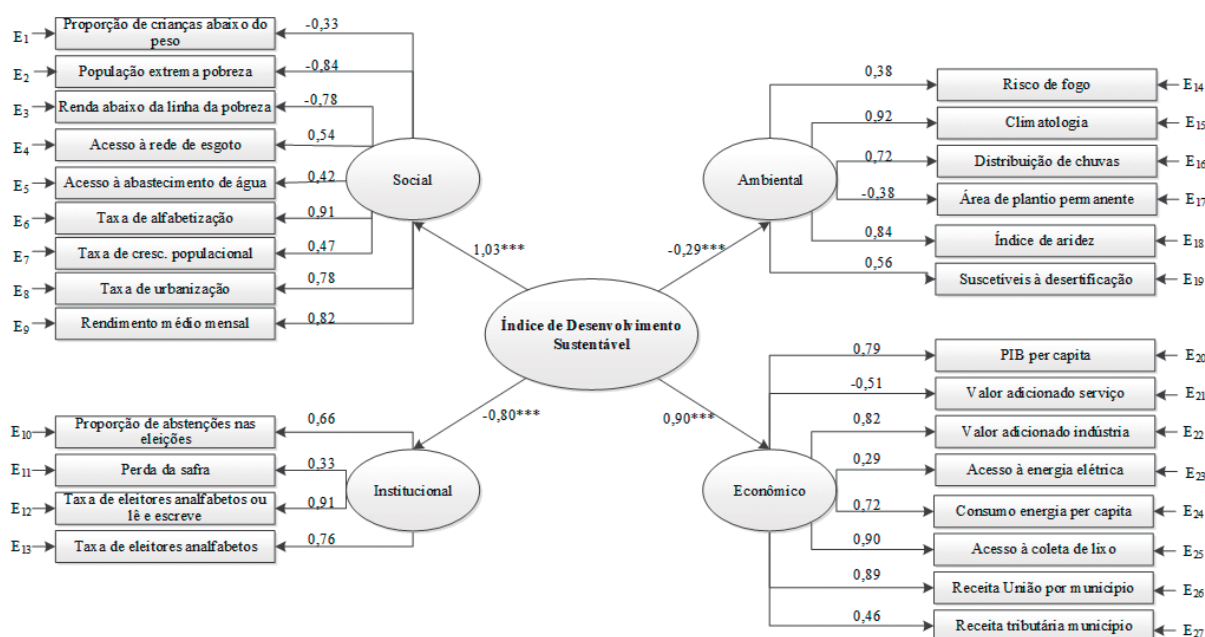 Proporção de crianças abaixo do
peso
E1
-0,33
População extrema pobreza
E2
-0,84
Renda abaixo da linha da pobreza
E3
-0,78
Acesso à rede de esgoto
E4
0,54
Acesso à abastecimento de água
E5
0,42
Taxa de alfabetização
E6
0,91
Taxa de cresc. populacional
E7
0,47
Taxa de urbanização
E8
0,78
Rendimento médio mensal
E9
0,82
Social
1,03***
0,38
Risco de fogo
E14
0,92
Climatologia
E15
0,72
Distribuição de chuvas
E16
-0,38
Área de plantio permanente
E17
0,84
Índice de aridez
E18
0,56
Suscetíveis à desertificação
E19
Ambiental
-0,29***
Índice de Desenvolvimento
Sustentável
-0,80***
0,90***
Proporção de abstenções nas
eleições
E10
0,66
Perda da safra
E11
0,33
Taxa de eleitores analfabetos ou
lê e escreve
E12
0,91
Taxa de eleitores analfabetos
E13
0,76
Institucional
Econômico
0,79
PIB per capita
E20
-0,51
Valor adicionado serviço
E21
0,82
Valor adicionado indústria
E22
0,29
Acesso à energia elétrica
E23
0,72
Consumo energia per capita
E24
0,90
Acesso à coleta de lixo
E25
0,89
Receita União por município
E26
0,46
Receita tributária município
E27